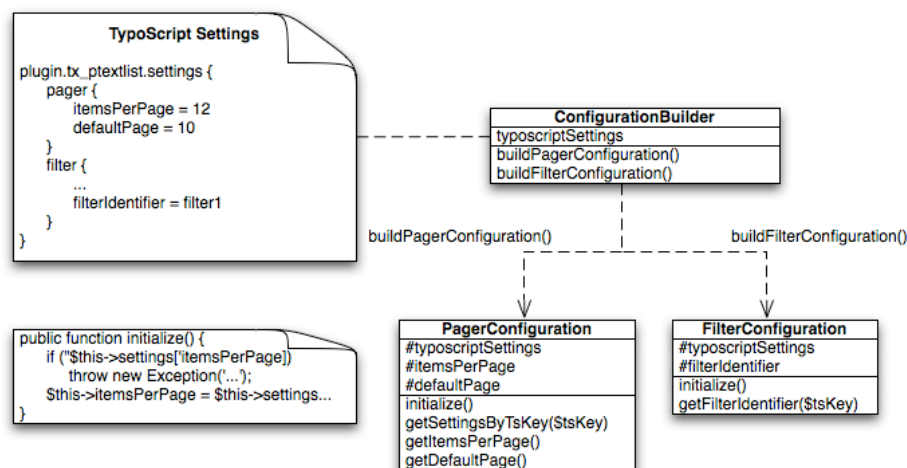 TypoScript Settings
plugin.tx_ptextlist.settings {
pager {
itemsPerPage = 12
defaultPage = 10
}
filter {
...
filterIdentifier = filter1
}
}
ConfigurationBuilder
typoscriptSettings
buildPagerConfiguration()
buildFilterConfiguration()
buildPagerConfiguration()
buildFilterConfiguration()
public function initialize() {
if ("$this->settings['itemsPerPage])
throw new Exception('...');
$this->itemsPerPage = $this->settings...
}
PagerConfiguration
#typoscriptSettings
#itemsPerPage
#defaultPage
initialize()
getSettingsByTsKey($tsKey)
getItemsPerPage()
getDefaultPage()
FilterConfiguration
#typoscriptSettings
#filterIdentifier
initialize()
getFilterIdentifier($tsKey)